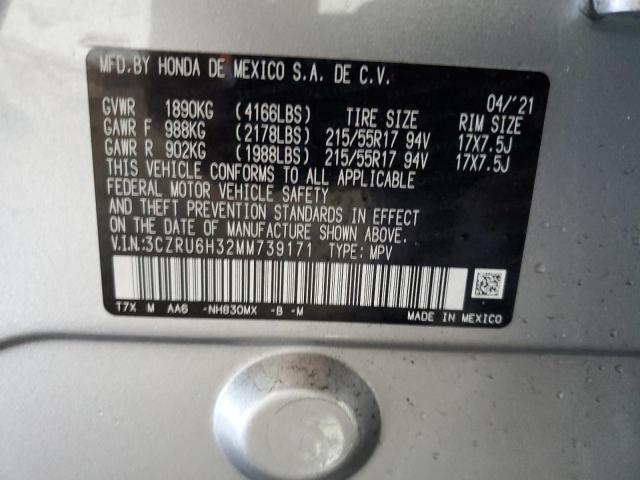 MFD.BY HONDA DE MEXICO S.A. DE C.V.
04/'21
GVWR 1890KG (4166LBS) TIRE SIZE RIM SIZE
GAWR F 988KG (2178LBS) 215/55R17 94V 17X7.5J
GAWR R 902KG (1988LBS) 215/55R17 94V 17X7.5J
THIS VEHICLE CONFORMS TO ALL APPLICABLE
FEDERAL MOTOR VEHICLE SAFETY
AND THEFT PREVENTION STANDARDS IN EFFECT
ON THE DATE OF MANUFACTURE SHOWN ABOVE.
V.I.N.:3CZRU6H32MM739171 TYPE: MPV
T7X M AA6 -NH830MX -B -M
MADE IN MEXICO